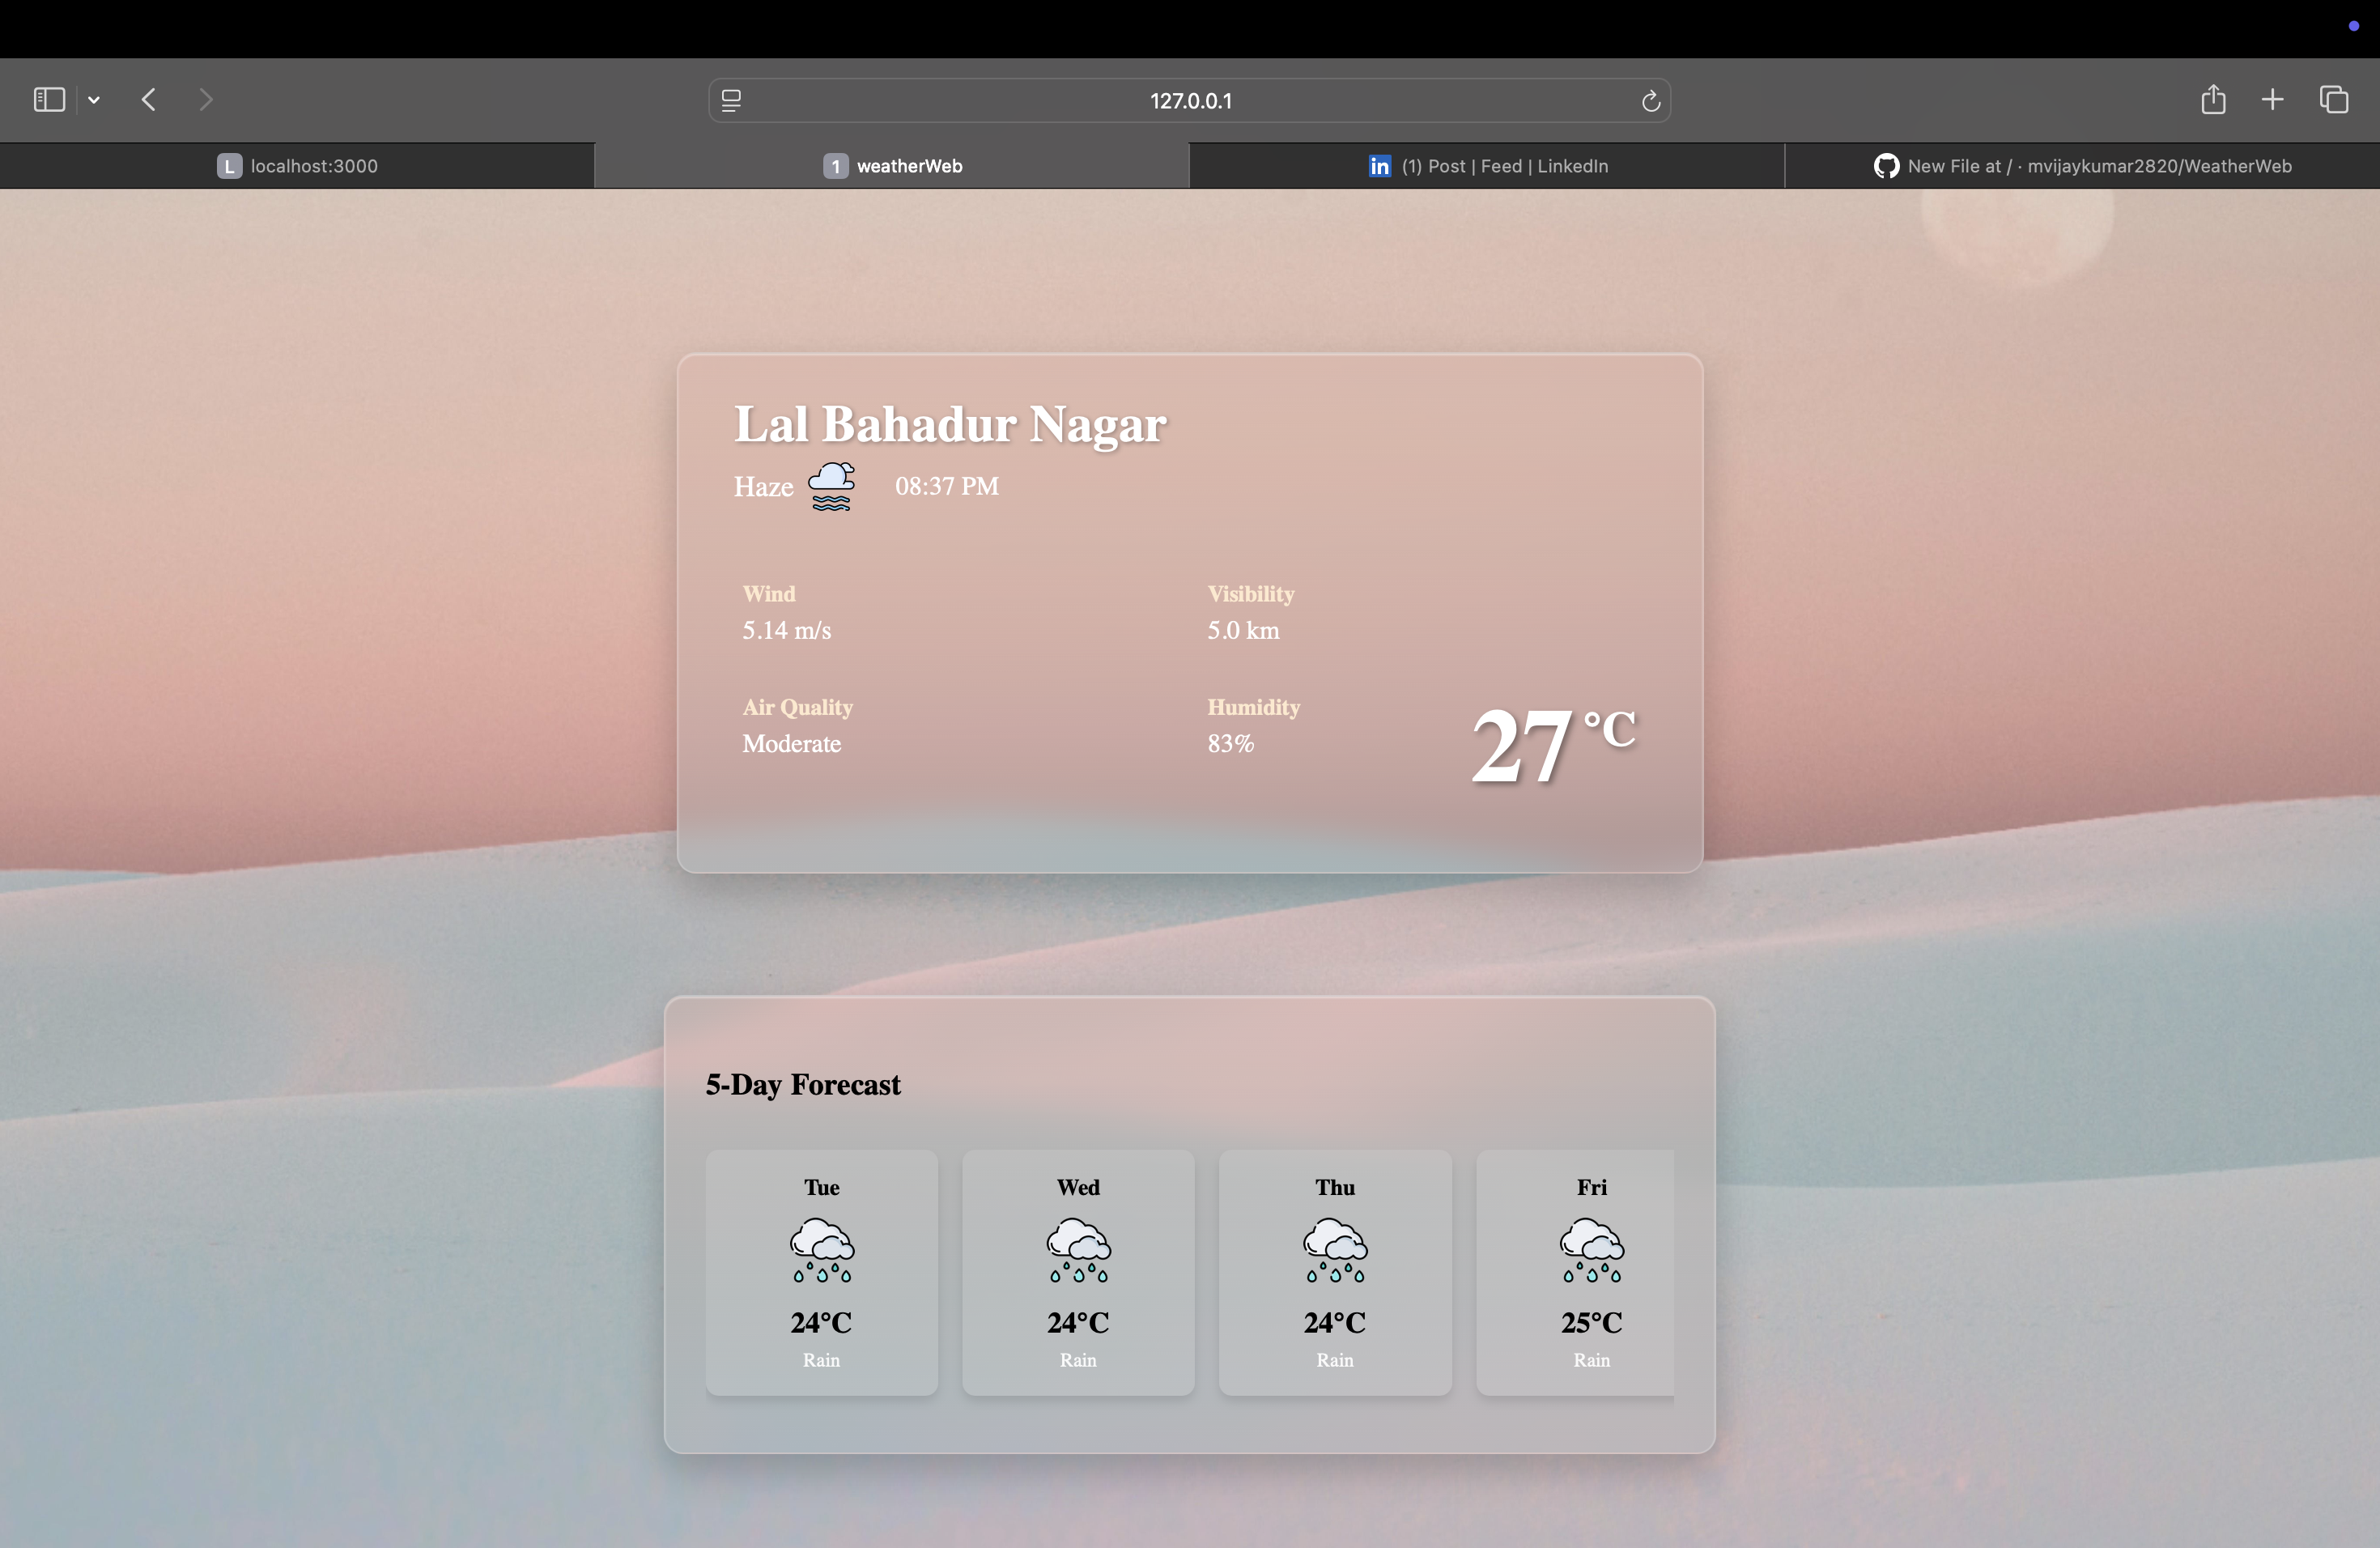 127.0.0.1
L localhost:3000
1 weatherWeb
in (1) Post | Feed | LinkedIn
New File at / · mvijaykumar2820/WeatherWeb
Lal Bahadur Nagar
Haze 08:37 PM
Wind
5.14 m/s
Visibility
5.0 km
Air Quality
Moderate
Humidity
83%
27 °C
5-Day Forecast
Tue
24°C
Rain
Wed
24°C
Rain
Thu
24°C
Rain
Fri
25°C
Rain